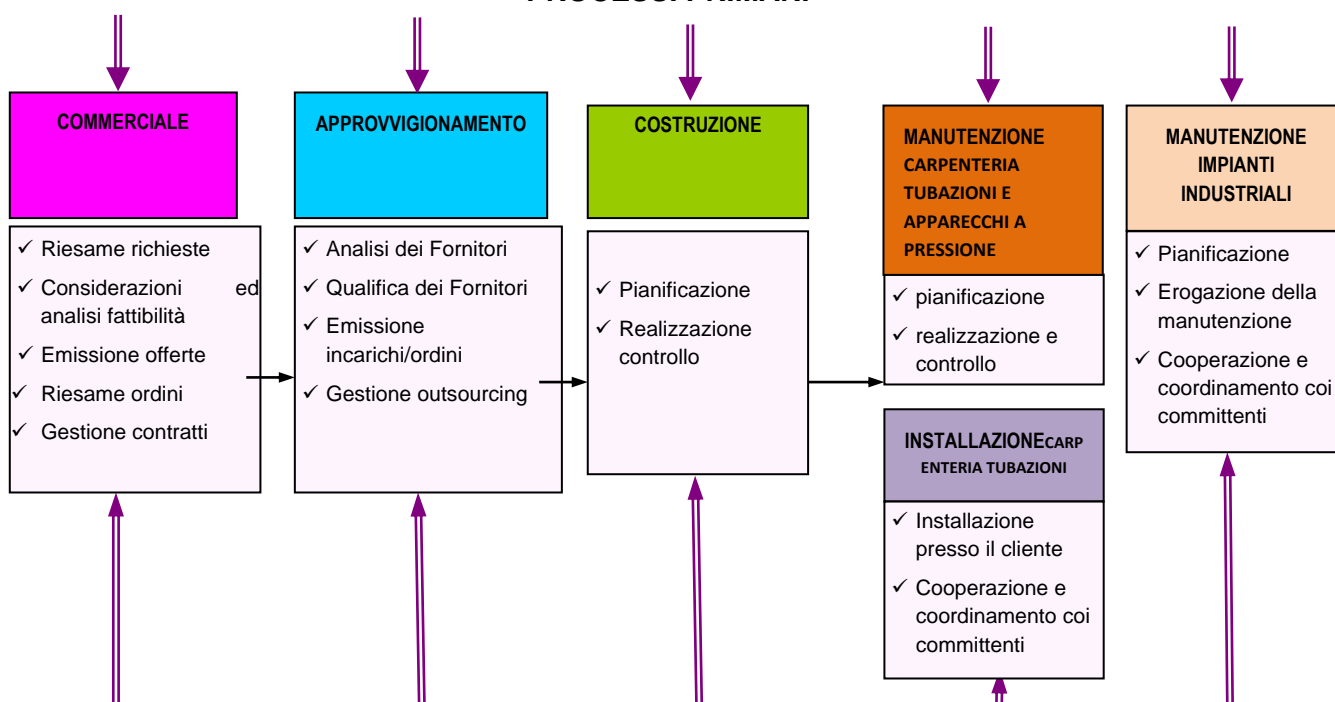 PROCESSI PRIMARI
COMMERCIALE
✓ Riesame richieste
✓ Considerazioni ed
analisi fattibilità
✓ Emissione offerte
✓ Riesame ordini
✓ Gestione contratti
APPROVVIGIONAMENTO
✓ Analisi dei Fornitori
✓ Qualifica dei Fornitori
✓ Emissione
incarichi/ordini
✓ Gestione outsourcing
COSTRUZIONE
✓ Pianificazione
✓ Realizzazione
controllo
MANUTENZIONE
CARPENTERIA
TUBAZIONI E
APPARECCHI A
PRESSIONE
✓ pianificazione
✓ realizzazione e
controllo
INSTALLAZIONECARP
ENTERIA TUBAZIONI
✓ Installazione
presso il cliente
✓ Cooperazione e
coordinamento coi
committenti
MANUTENZIONE
IMPIANTI
INDUSTRIALI
✓ Pianificazione
✓ Erogazione della
manutenzione
✓ Cooperazione e
coordinamento coi
committenti